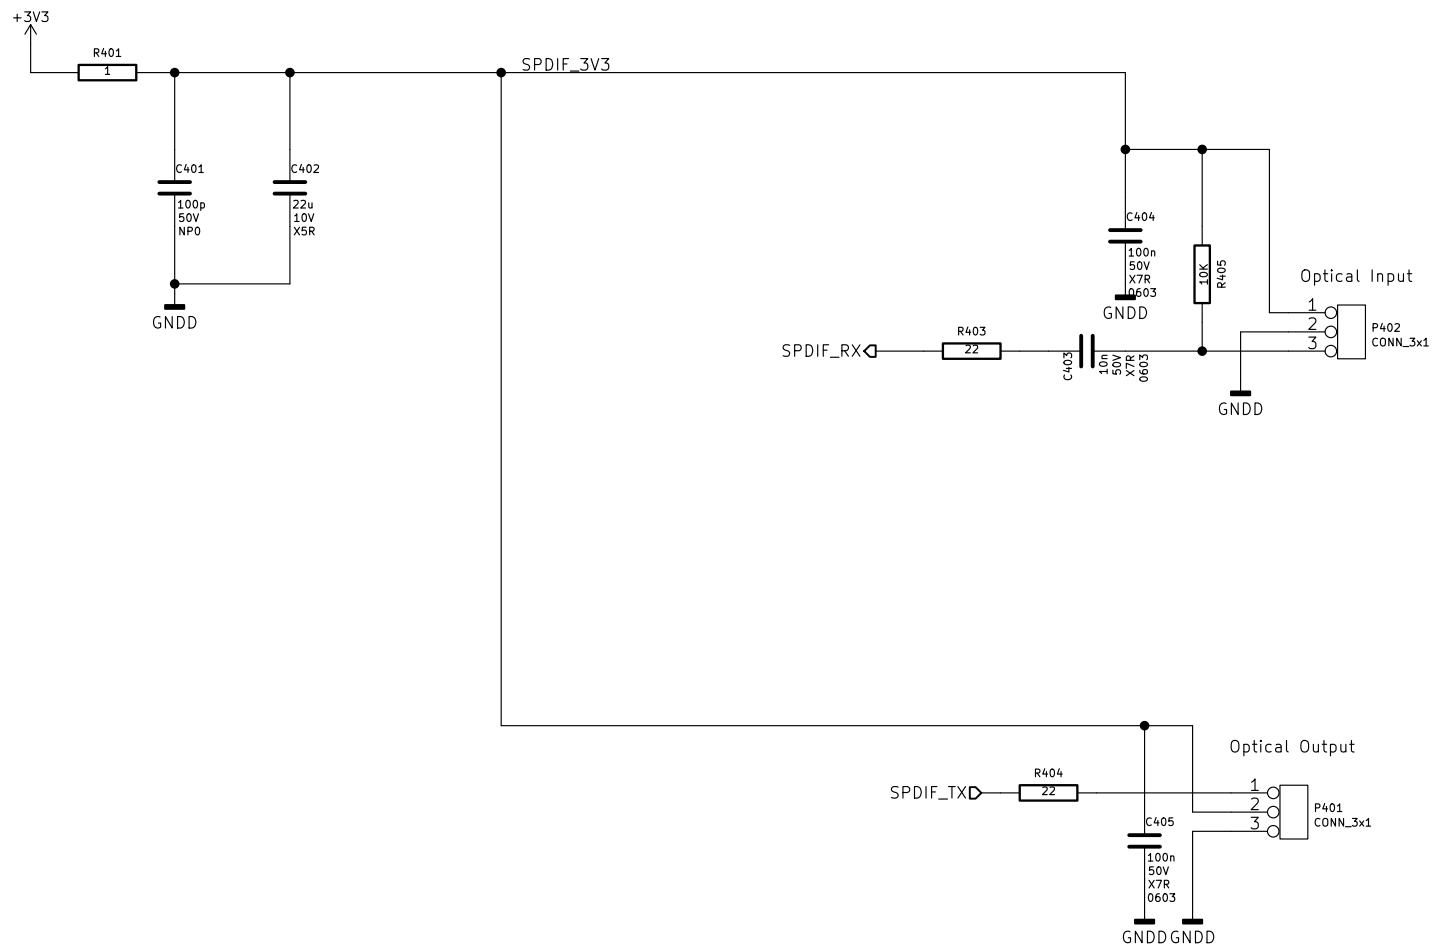 +3V3
R401
1
SPDIF_3V3
C401
100p
50V
NP0
C402
22u
10V
X5R
GNDD
C404
100n
50V
X7R
0603
GNDD
10K
R405
Optical Input
1
2
3
P402
CONN_3x1
SPDIF_RX
R403
22
C403
10n
50V
X7R
0603
GNDD
Optical Output
SPDIF_TX
R404
22
1
2
3
P401
CONN_3x1
C405
100n
50V
X7R
0603
GNDD
GNDD